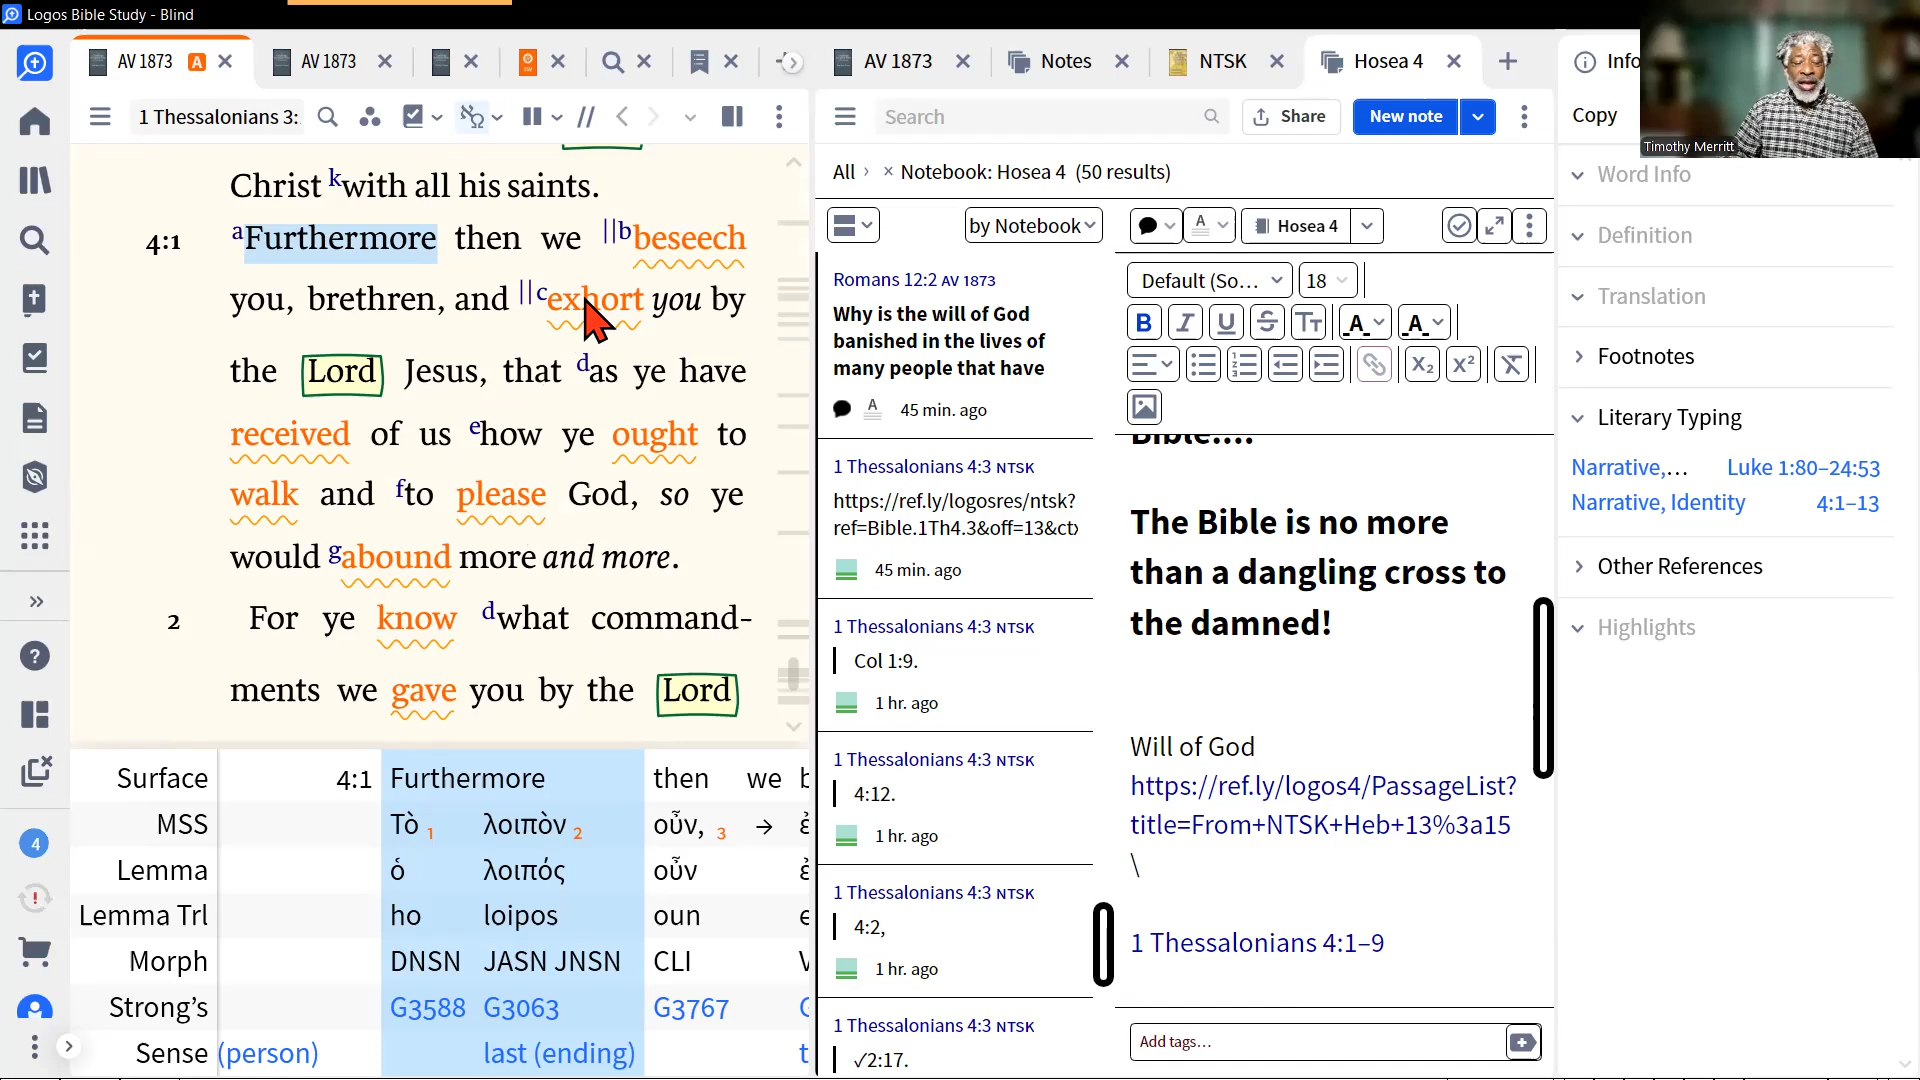 Logos Bible Study - Blind
AV 1873 A
AV 1873
AV 1873
Notes
NTSK
Hosea 4
Info
1 Thessalonians 3:
Search
Share
New note
Copy
Timothy Merritt
Christ kwith all his saints.
4:1 aFurthermore then we ||bbeseech
you, brethren, and ||cexhort you by
the Lord Jesus, that das ye have
received of us ehow ye ought to
walk and fto please God, so ye
would gabound more and more.
2 For ye know dwhat command-
ments we gave you by the Lord
Surface 4:1 Furthermore then we b
MSS Τὸ 1 λοιπὸν 2 οὖν, 3 → ἐ
Lemma ὁ λοιπός οὖν ἐ
Lemma Trl ho loipos oun e
Morph DNSN JASN JNSN CLI V
Strong's G3588 G3063 G3767 G
Sense (person) last (ending) t
4
All › × Notebook: Hosea 4 (50 results)
by Notebook
Hosea 4
Romans 12:2 AV 1873
Why is the will of God
banished in the lives of
many people that have
A 45 min. ago
1 Thessalonians 4:3 NTSK
https://ref.ly/logosres/ntsk?
ref=Bible.1Th4.3&off=13&ctx
45 min. ago
1 Thessalonians 4:3 NTSK
Col 1:9.
1 hr. ago
1 Thessalonians 4:3 NTSK
4:12.
1 hr. ago
1 Thessalonians 4:3 NTSK
4:2,
1 hr. ago
1 Thessalonians 4:3 NTSK
✓2:17.
Default (So... 18
B I U S TT A A
X2 X2
Bible....
The Bible is no more
than a dangling cross to
the damned!
Will of God
https://ref.ly/logos4/PassageList?
title=From+NTSK+Heb+13%3a15
\
1 Thessalonians 4:1–9
Add tags...
Word Info
Definition
Translation
Footnotes
Literary Typing
Narrative,... Luke 1:80–24:53
Narrative, Identity 4:1–13
Other References
Highlights